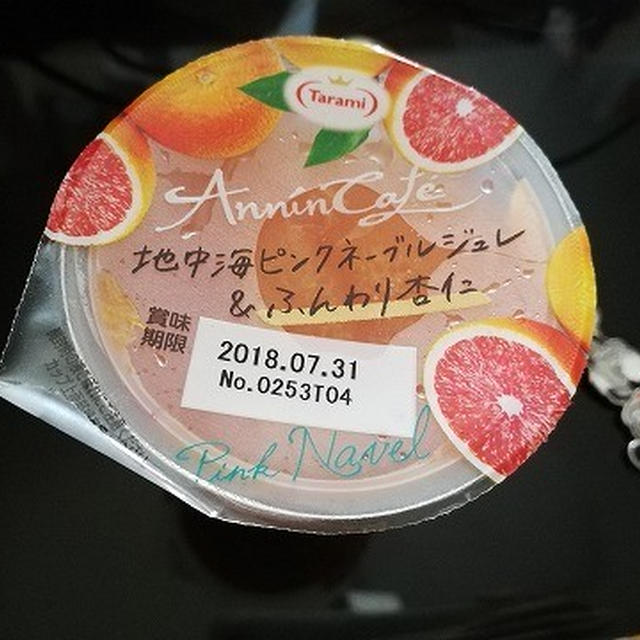 Tarami
AnninCafe
地中海ピンクネーブルジュレ
&ふんわり杏仁
賞味
期限
2018.07.31
No.0253T04
Pink Navel